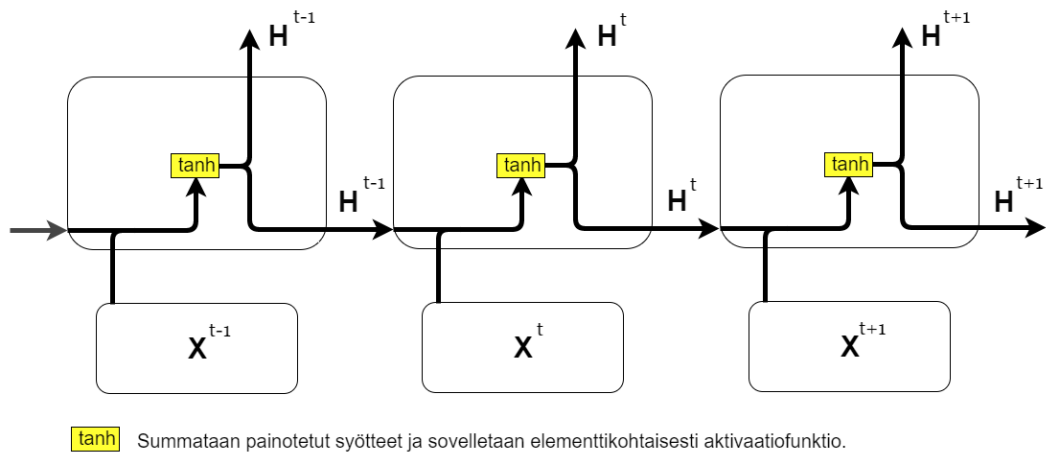 H t-1 H t H t+1
tanh tanh tanh
H t-1 H t H t+1
X t-1 X t X t+1
tanh Summataan painotetut syötteet ja sovelletaan elementtikohtaisesti aktivaatiofunktio.